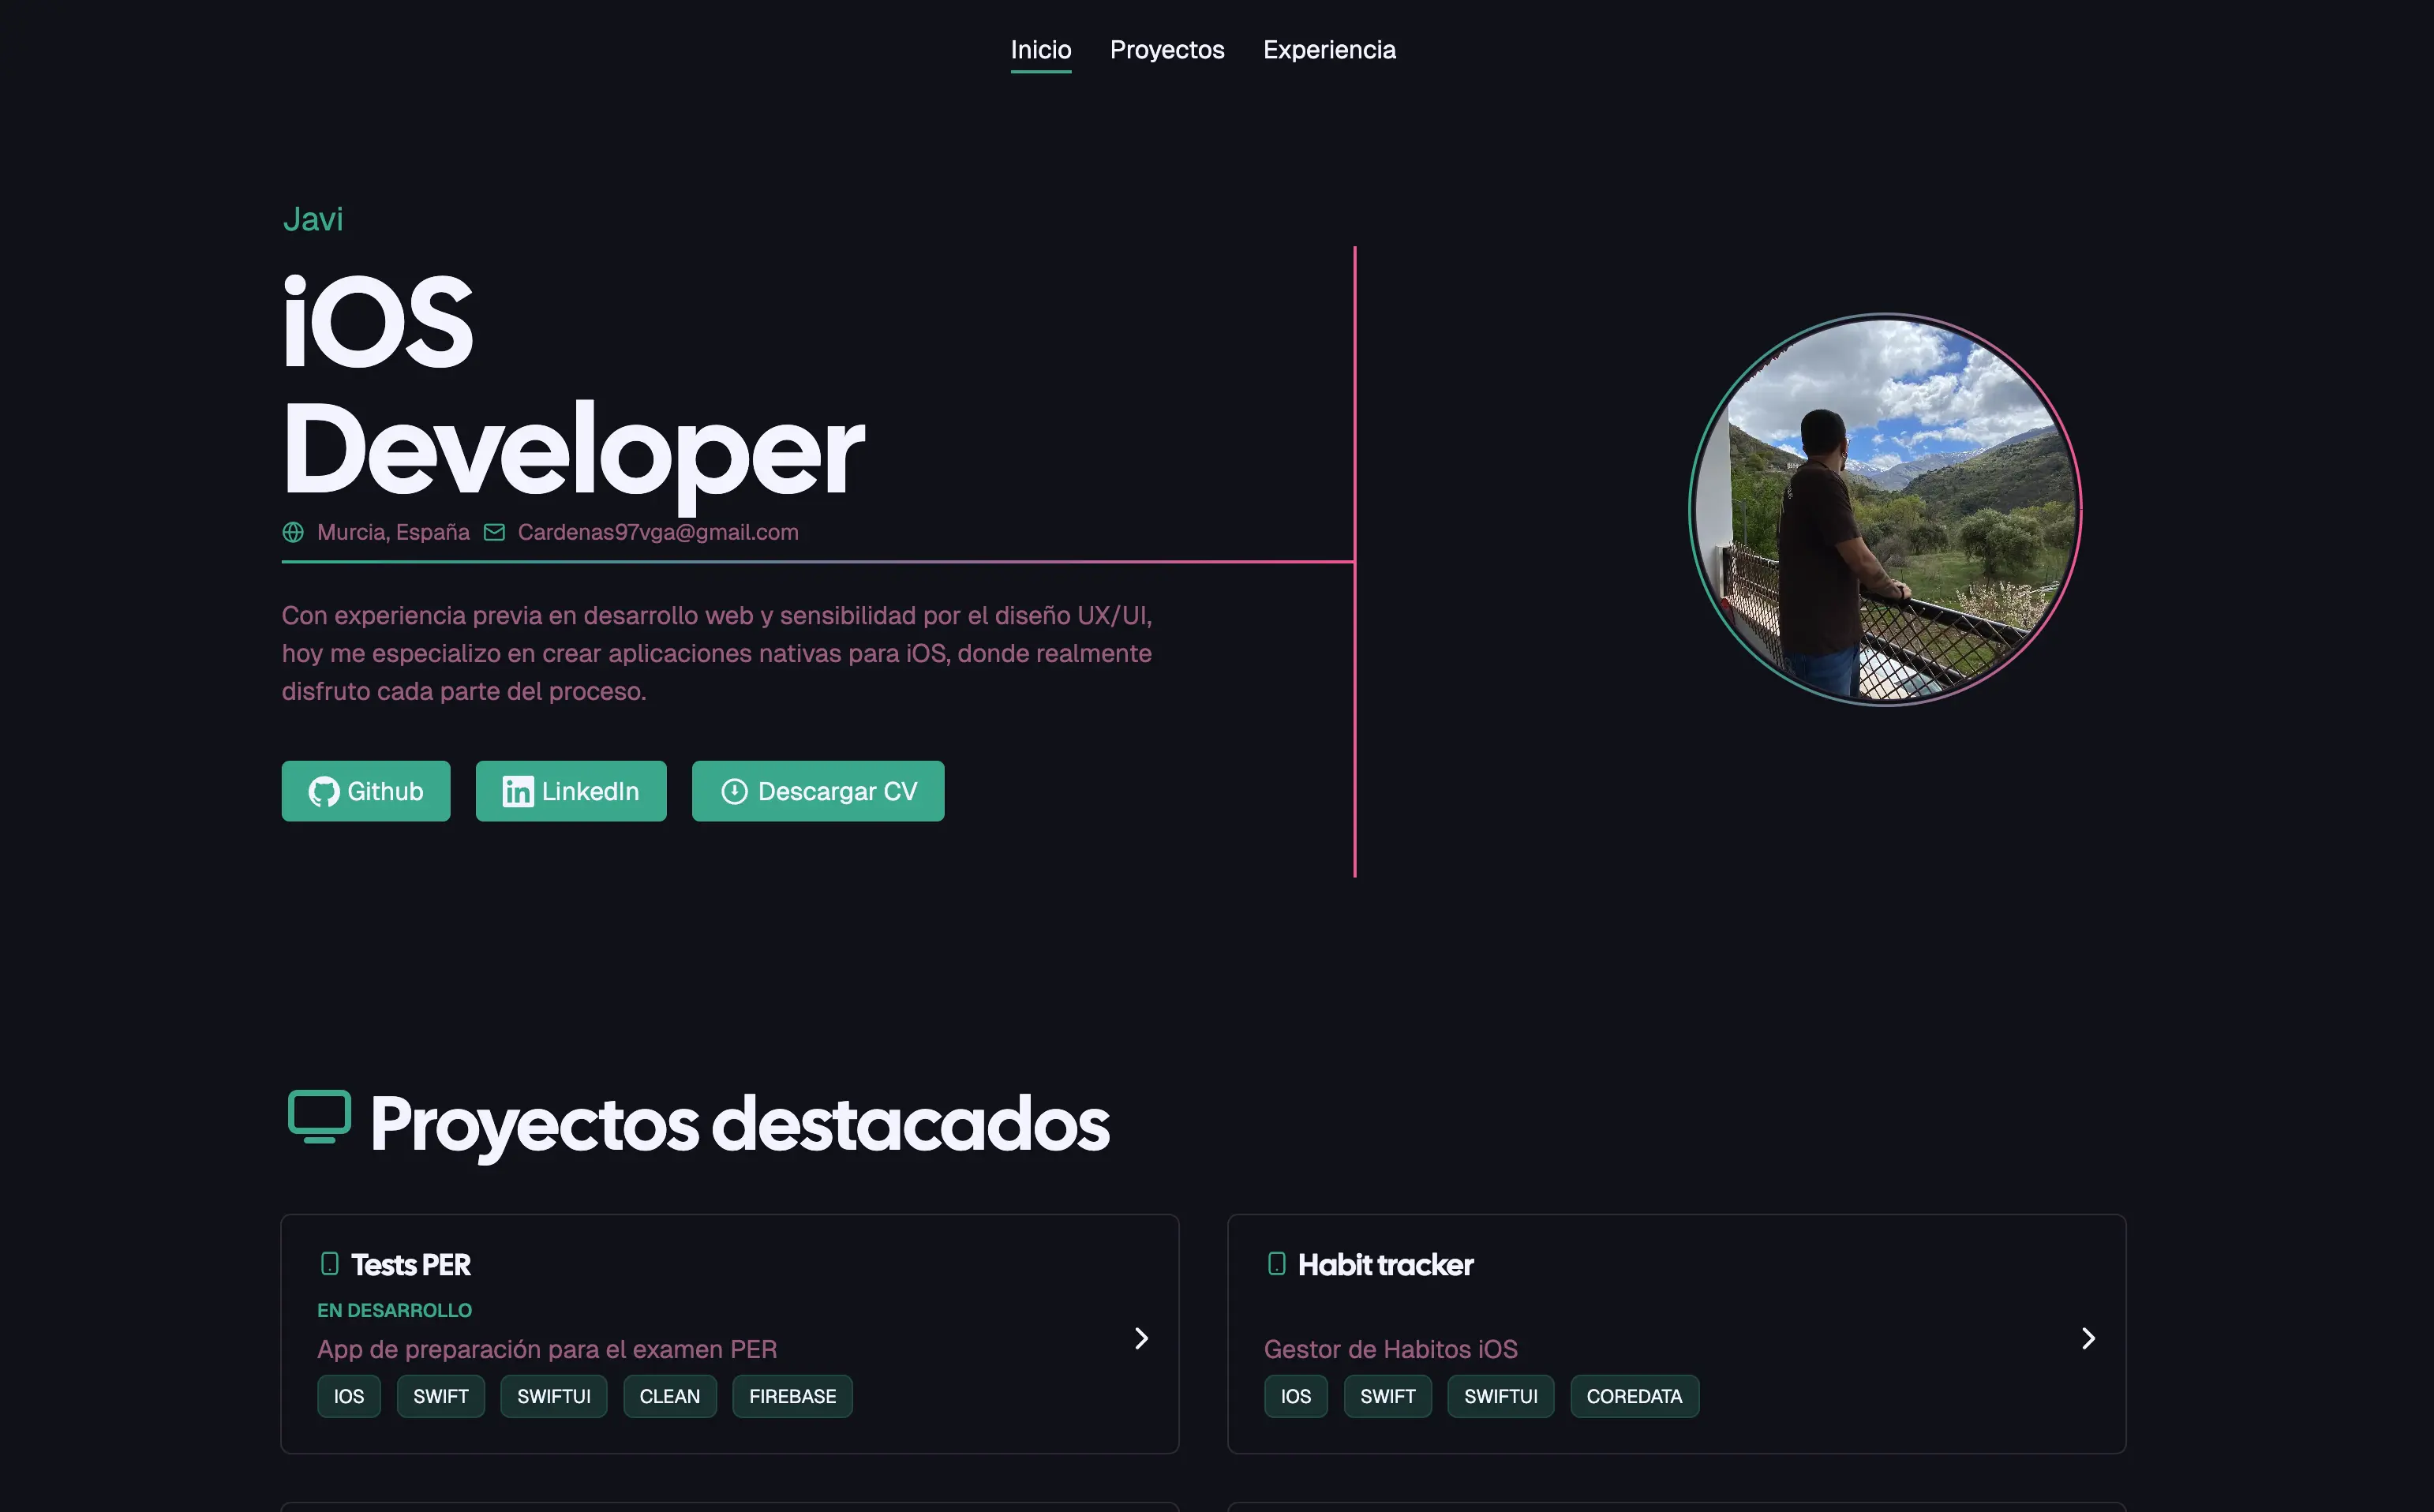 Inicio Proyectos Experiencia
Javi
iOS
Developer
Murcia, España Cardenas97vga@gmail.com
Con experiencia previa en desarrollo web y sensibilidad por el diseño UX/UI,
hoy me especializo en crear aplicaciones nativas para iOS, donde realmente
disfruto cada parte del proceso.
Github LinkedIn Descargar CV
Proyectos destacados
Tests PER
EN DESARROLLO
App de preparación para el examen PER
IOS SWIFT SWIFTUI CLEAN FIREBASE
Habit tracker
Gestor de Habitos iOS
IOS SWIFT SWIFTUI COREDATA